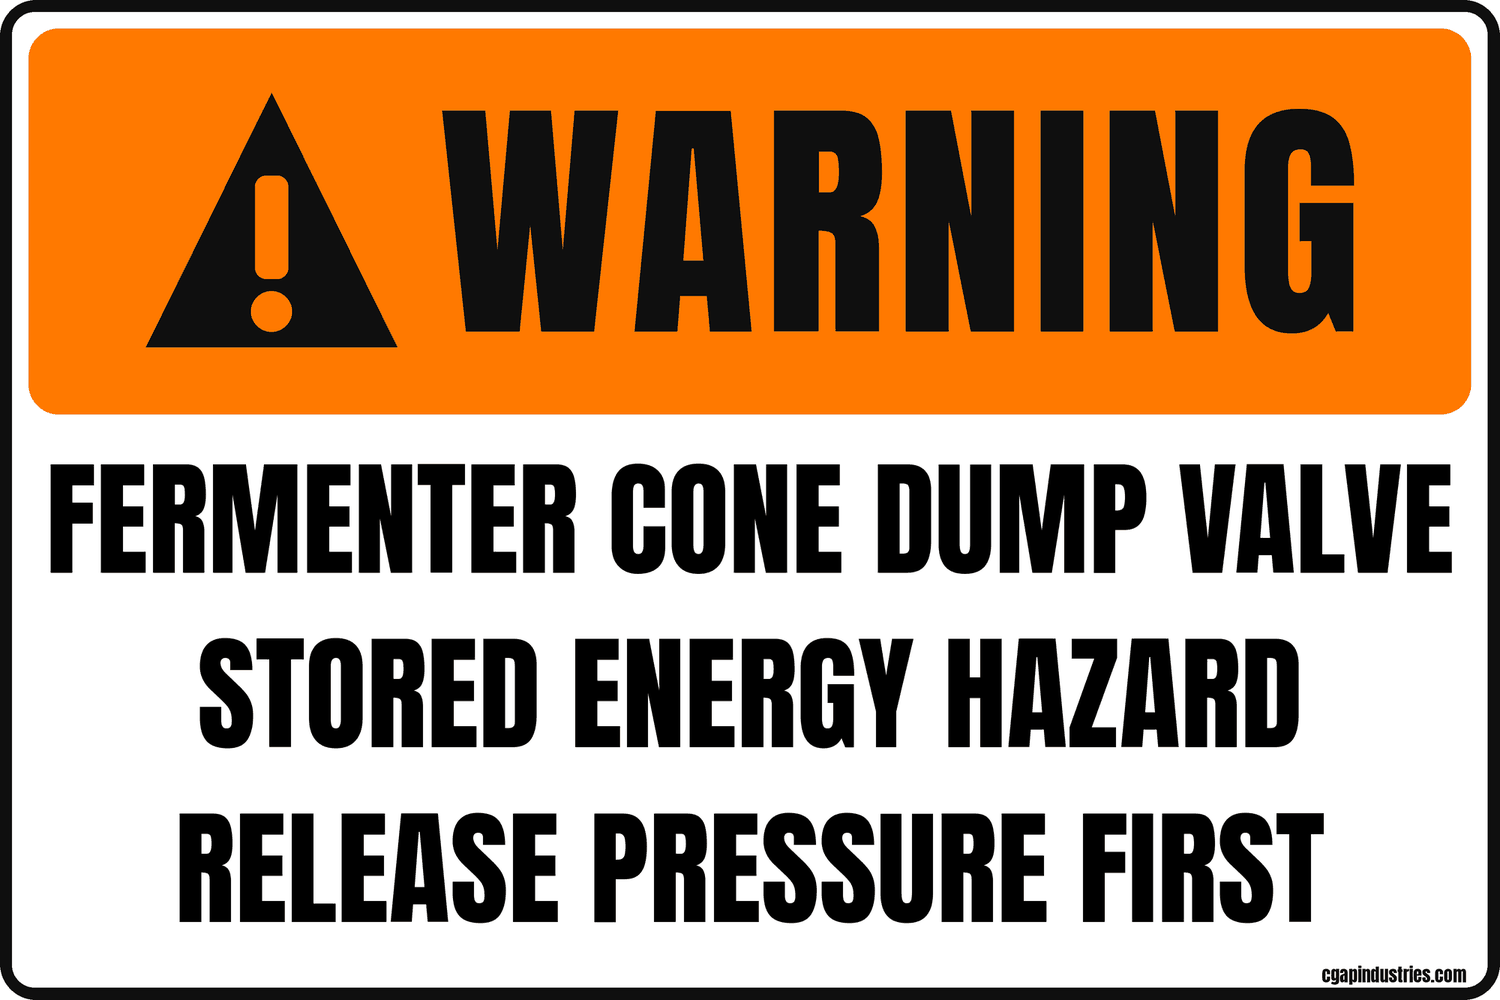 WARNING
FERMENTER CONE DUMP VALVE
STORED ENERGY HAZARD
RELEASE PRESSURE FIRST
cgapindustries.com